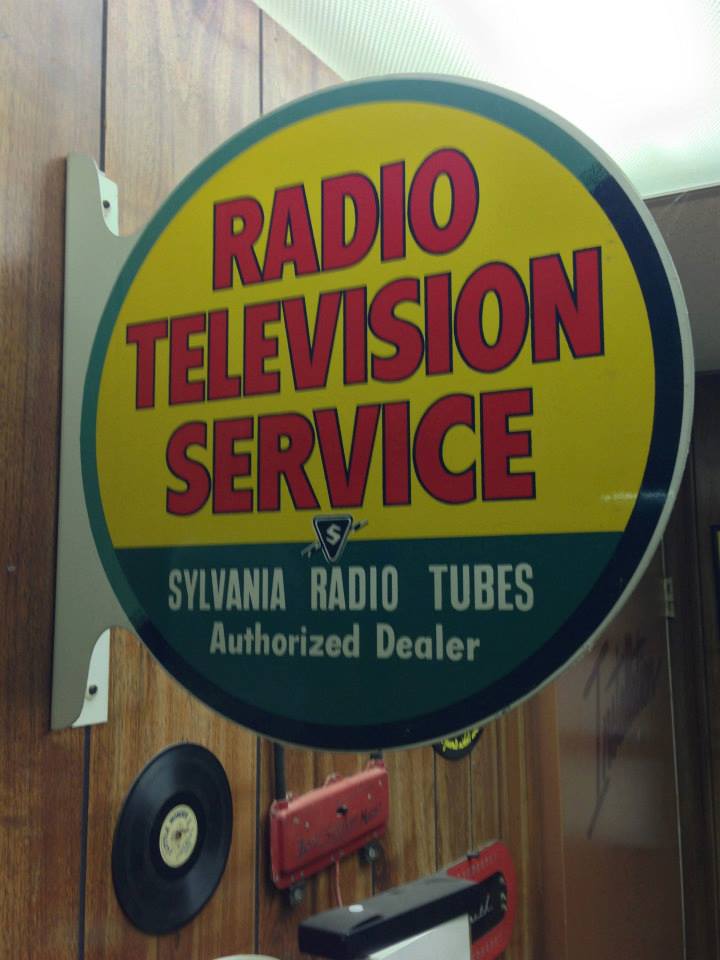 RADIO
TELEVISION
SERVICE
S
SYLVANIA RADIO TUBES
Authorized Dealer